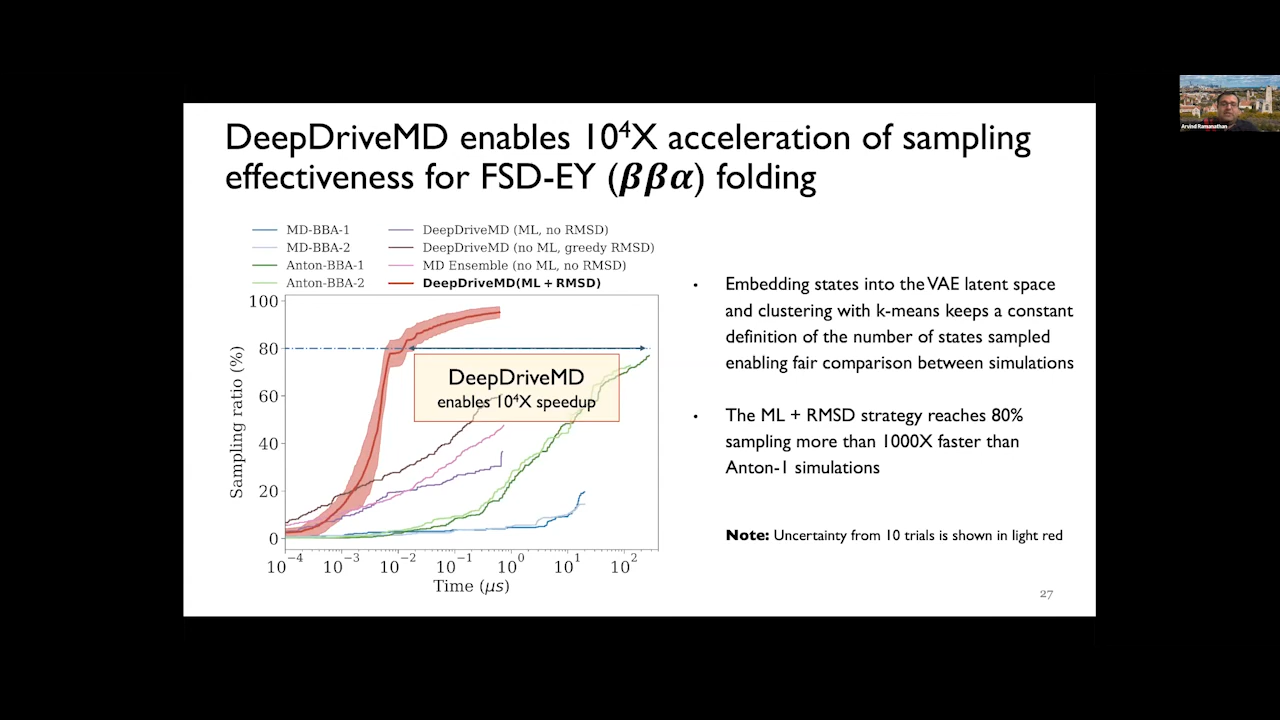 DeepDriveMD enables 10⁴X acceleration of sampling
effectiveness for FSD-EY (ββα) folding
Arvind Ramanathan
MD-BBA-1
MD-BBA-2
Anton-BBA-1
Anton-BBA-2
DeepDriveMD (ML, no RMSD)
DeepDriveMD (no ML, greedy RMSD)
MD Ensemble (no ML, no RMSD)
DeepDriveMD(ML + RMSD)
Sampling ratio (%)
100
80
60
40
20
0
DeepDriveMD
enables 10⁴X speedup
10⁻⁴ 10⁻³ 10⁻² 10⁻¹ 10⁰ 10¹ 10²
Time (μs)
• Embedding states into the VAE latent space
and clustering with k-means keeps a constant
definition of the number of states sampled
enabling fair comparison between simulations
• The ML + RMSD strategy reaches 80%
sampling more than 1000X faster than
Anton-1 simulations
Note: Uncertainty from 10 trials is shown in light red
27